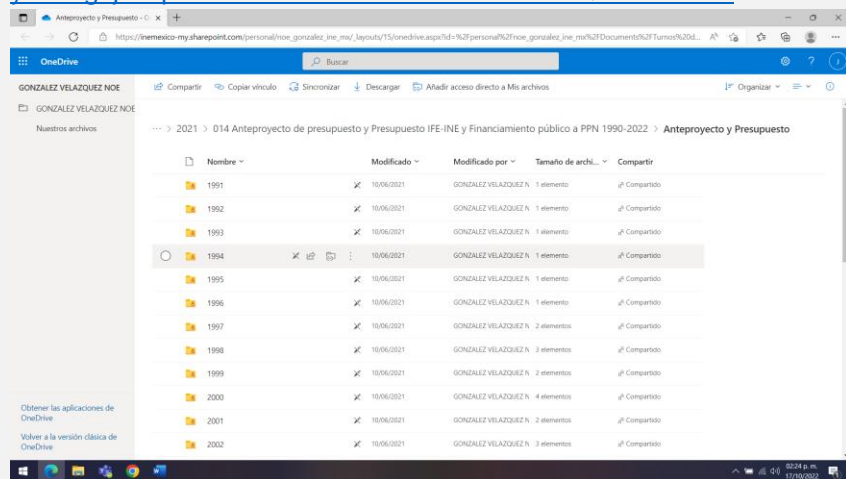 Anteproyecto y Presupuesto - O
https://inemexico-my.sharepoint.com/personal/noe_gonzalez_ine_mx/_layouts/15/onedrive.aspx?id=%2Fpersonal%2Fnoe_gonzalez_ine_mx%2FDocuments%2FTurnos%20d...
OneDrive
Buscar
GONZALEZ VELAZQUEZ NOE
Compartir Copiar vínculo Sincronizar Descargar Añadir acceso directo a Mis archivos Organizar
GONZALEZ VELAZQUEZ NOE
Nuestros archivos
... > 2021 > 014 Anteproyecto de presupuesto y Presupuesto IFE-INE y Financiamiento público a PPN 1990-2022 > Anteproyecto y Presupuesto
Nombre Modificado Modificado por Tamaño de archi... Compartir
1991 10/06/2021 GONZALEZ VELAZQUEZ N 1 elemento Compartido
1992 10/06/2021 GONZALEZ VELAZQUEZ N 1 elemento Compartido
1993 10/06/2021 GONZALEZ VELAZQUEZ N 1 elemento Compartido
1994 10/06/2021 GONZALEZ VELAZQUEZ N 1 elemento Compartido
1995 10/06/2021 GONZALEZ VELAZQUEZ N 1 elemento Compartido
1996 10/06/2021 GONZALEZ VELAZQUEZ N 1 elemento Compartido
1997 10/06/2021 GONZALEZ VELAZQUEZ N 2 elementos Compartido
1998 10/06/2021 GONZALEZ VELAZQUEZ N 3 elementos Compartido
1999 10/06/2021 GONZALEZ VELAZQUEZ N 2 elementos Compartido
2000 10/06/2021 GONZALEZ VELAZQUEZ N 4 elementos Compartido
2001 10/06/2021 GONZALEZ VELAZQUEZ N 2 elementos Compartido
2002 10/06/2021 GONZALEZ VELAZQUEZ N 3 elementos Compartido
Obtener las aplicaciones de
OneDrive
Volver a la versión clásica de
OneDrive
02:24 p. m.
17/10/2022